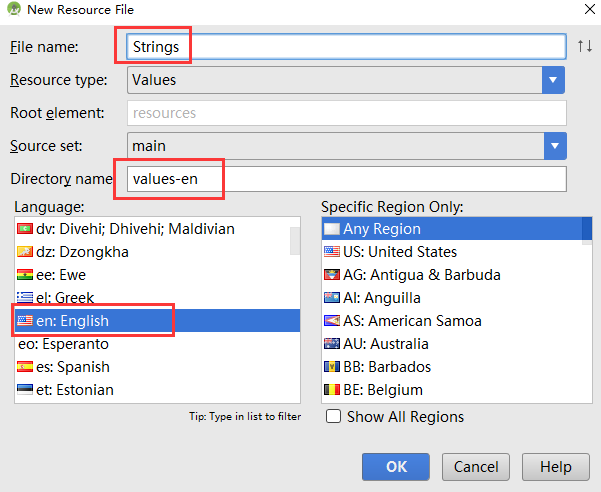 New Resource File
File name: Strings
Resource type: Values
Root element: resources
Source set: main
Directory name: values-en
Language: Specific Region Only:
dv: Divehi; Dhivehi; Maldivian Any Region
dz: Dzongkha US: United States
ee: Ewe AG: Antigua & Barbuda
el: Greek AI: Anguilla
en: English AS: American Samoa
eo: Esperanto AU: Australia
es: Spanish BB: Barbados
et: Estonian BE: Belgium
Tip: Type in list to filter Show All Regions
OK Cancel Help